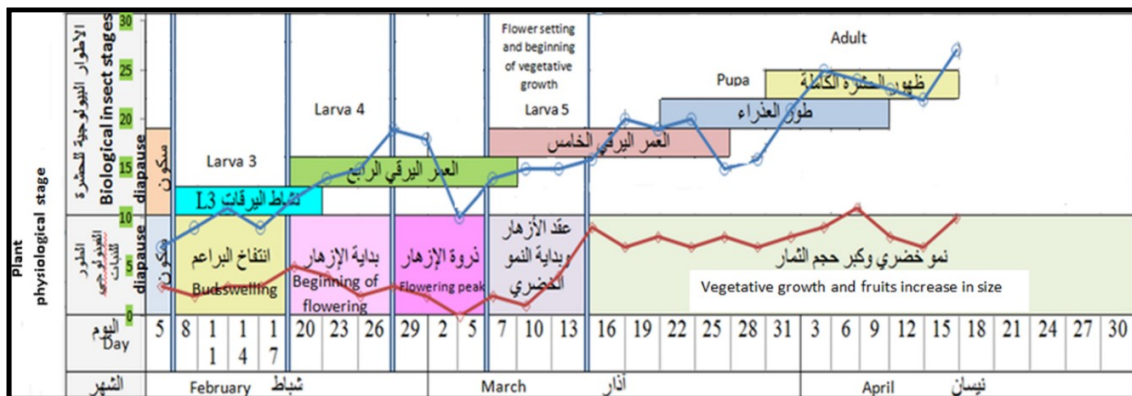 الأطوار البيولوجية للحشرة
Biological insect stages
diapause
30
25
20
15
10
5
0
Plant
physiological stage
الطور
الفينولوجي
للنبات
diapause
سكون
سكون
Larva 3
نشاط اليرقات L3
Larva 4
العمر اليرقي الرابع
Flower setting
and beginning
of vegetative
growth
Larva 5
العمر اليرقي الخامس
Pupa
طور العذراء
Adult
ظهور الحشرة الكاملة
انتفاخ البراعم
Budsswelling
بداية الإزهار
Beginning of
flowering
ذروة الإزهار
Flowering peak
عقد الأزهار
وبداية النمو
الخضري
نمو خضري وكبر حجم الثمار
Vegetative growth and fruits increase in size
اليوم
Day
5 8 11 14 17 20 23 26 29 2 5 7 10 13 16 19 22 25 28 31 3 6 9 12 15 18 21 24 27 30
الشهر
February شباط
March آذار
April نيسان